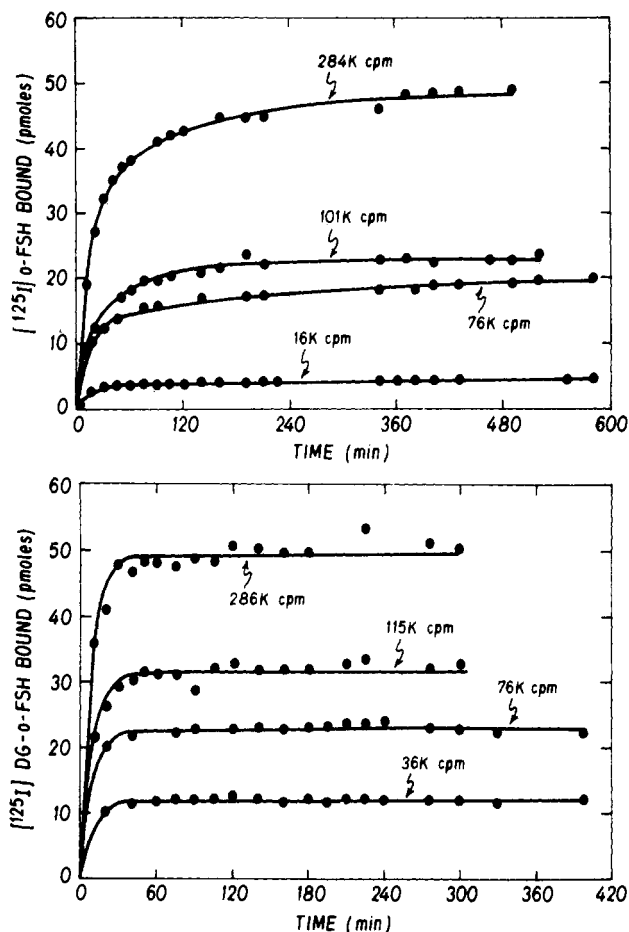 60
50
40
30
20
10
0
[¹²⁵I] o-FSH BOUND (pmoles)
284K cpm
101K cpm
76K cpm
16K cpm
0 120 240 360 480 600
TIME (min)
60
50
40
30
20
10
0
[¹²⁵I] DG-o-FSH BOUND (pmoles)
286K cpm
115K cpm
76K cpm
36K cpm
0 60 120 180 240 300 360 420
TIME (min)